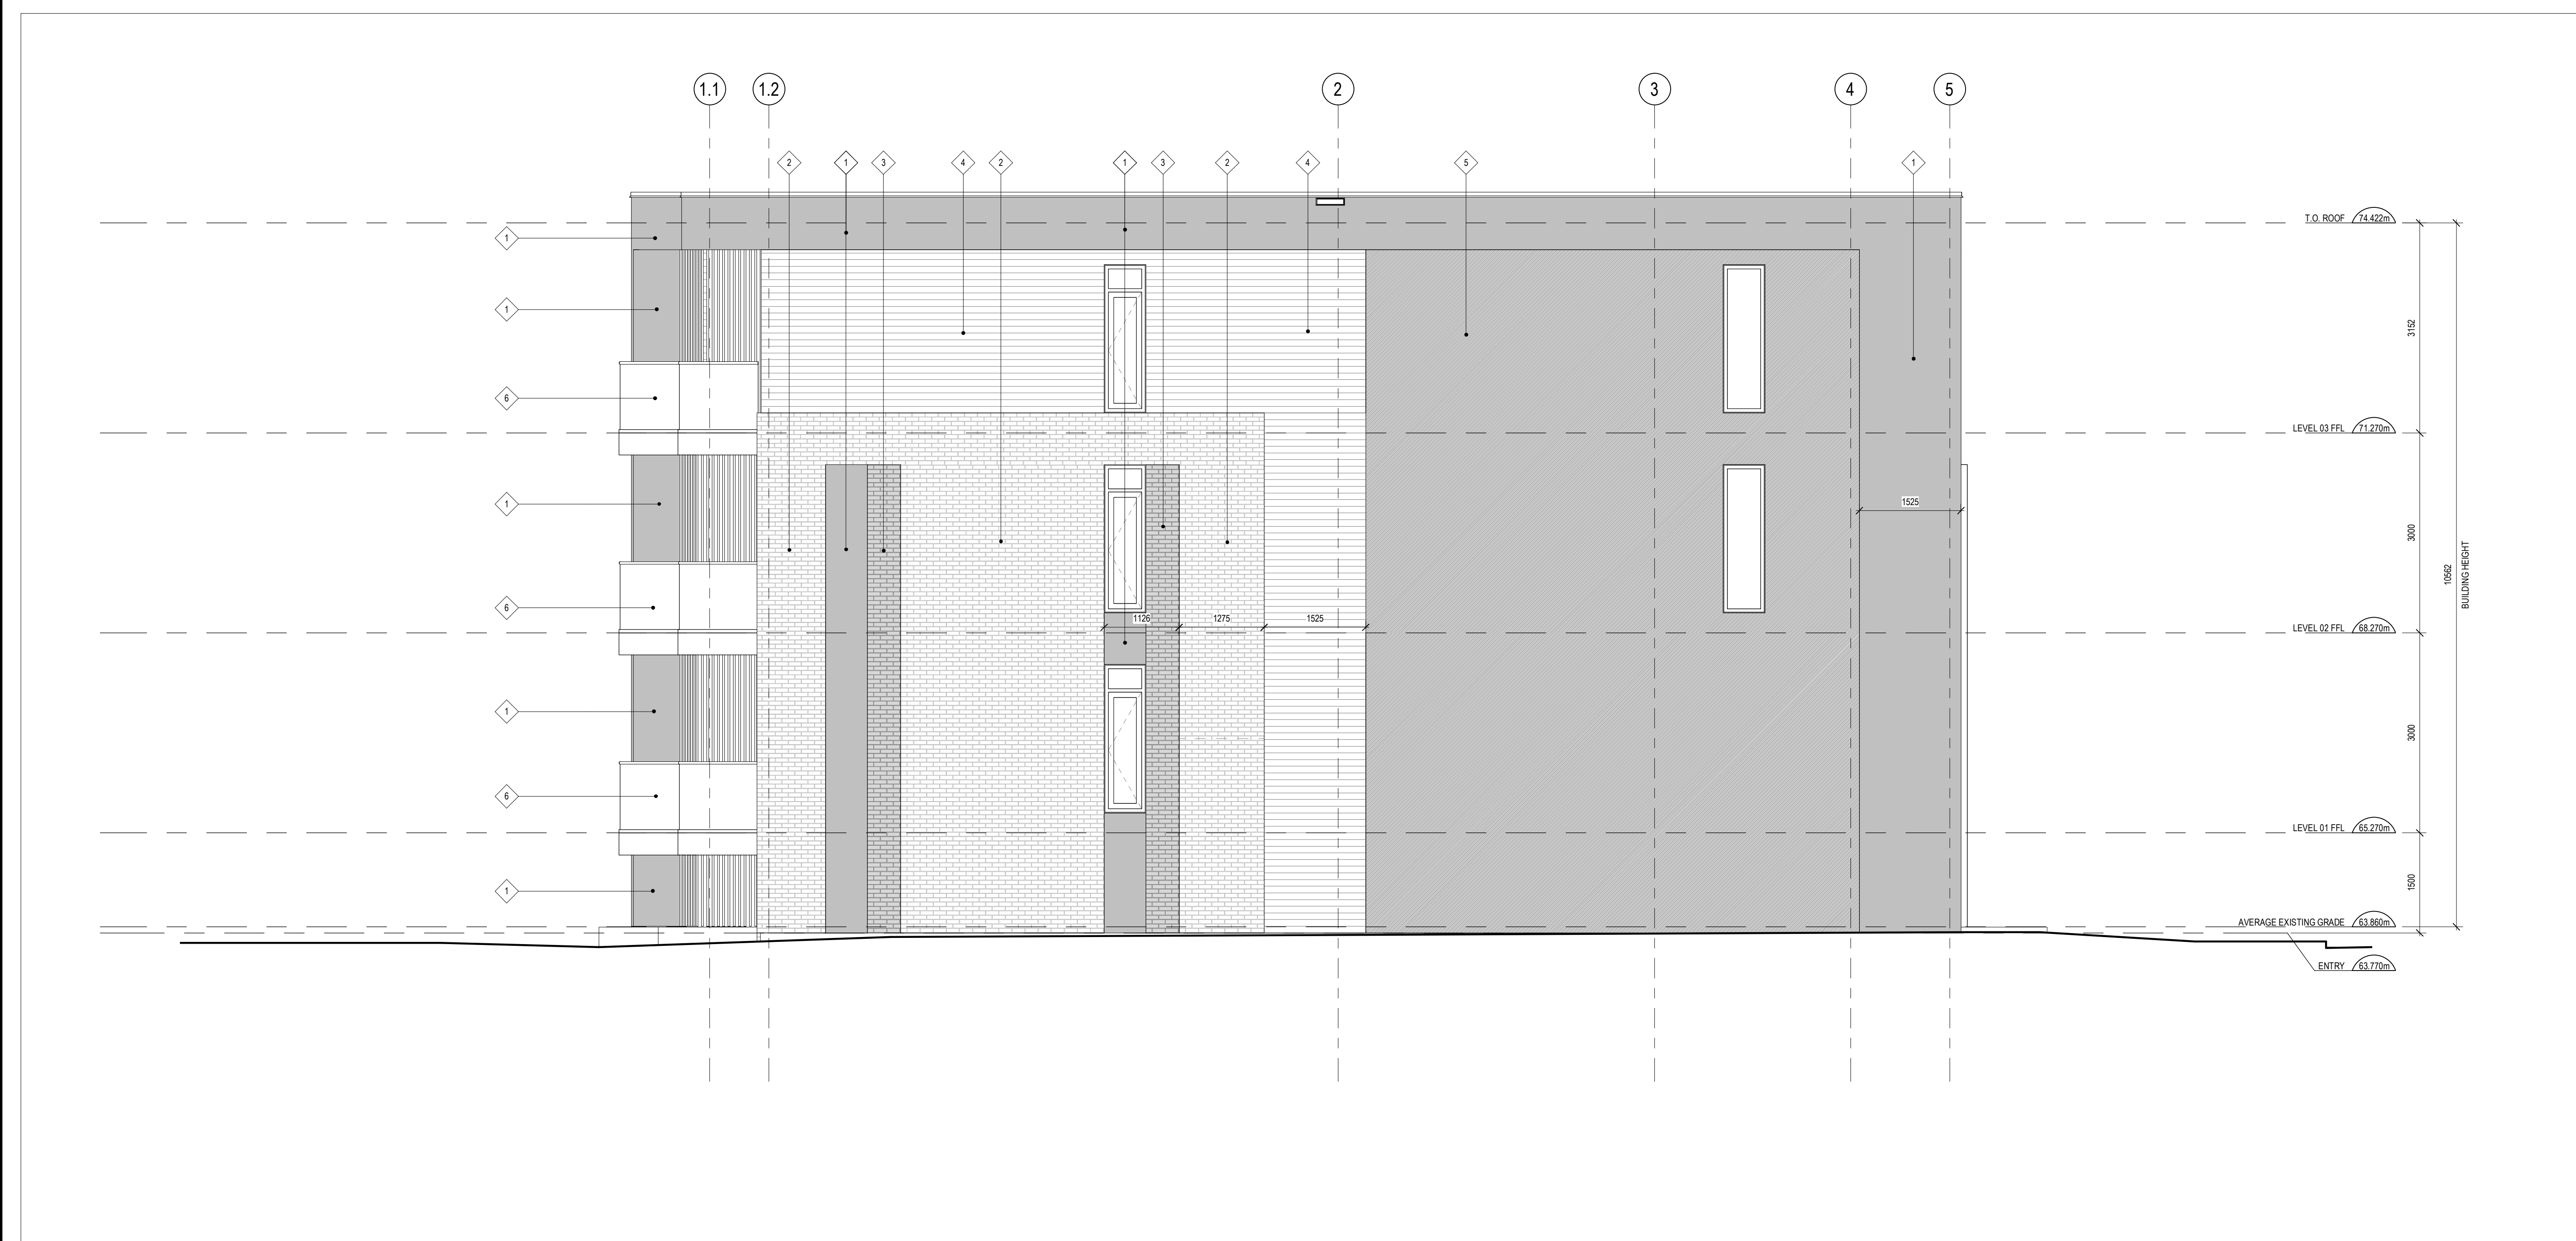 1.1 1.2 2 3 4 5
2 1 3 4 2 1 3 2 4 5 1
T.O. ROOF 74.422m
1
1
3152
6
LEVEL 03 FFL 71.270m
1
1525
3000
10562
BUILDING HEIGHT
6
1126 1275 1525
LEVEL 02 FFL 68.270m
1
3000
6
LEVEL 01 FFL 65.270m
1
1500
AVERAGE EXISTING GRADE 63.860m
ENTRY 63.770m